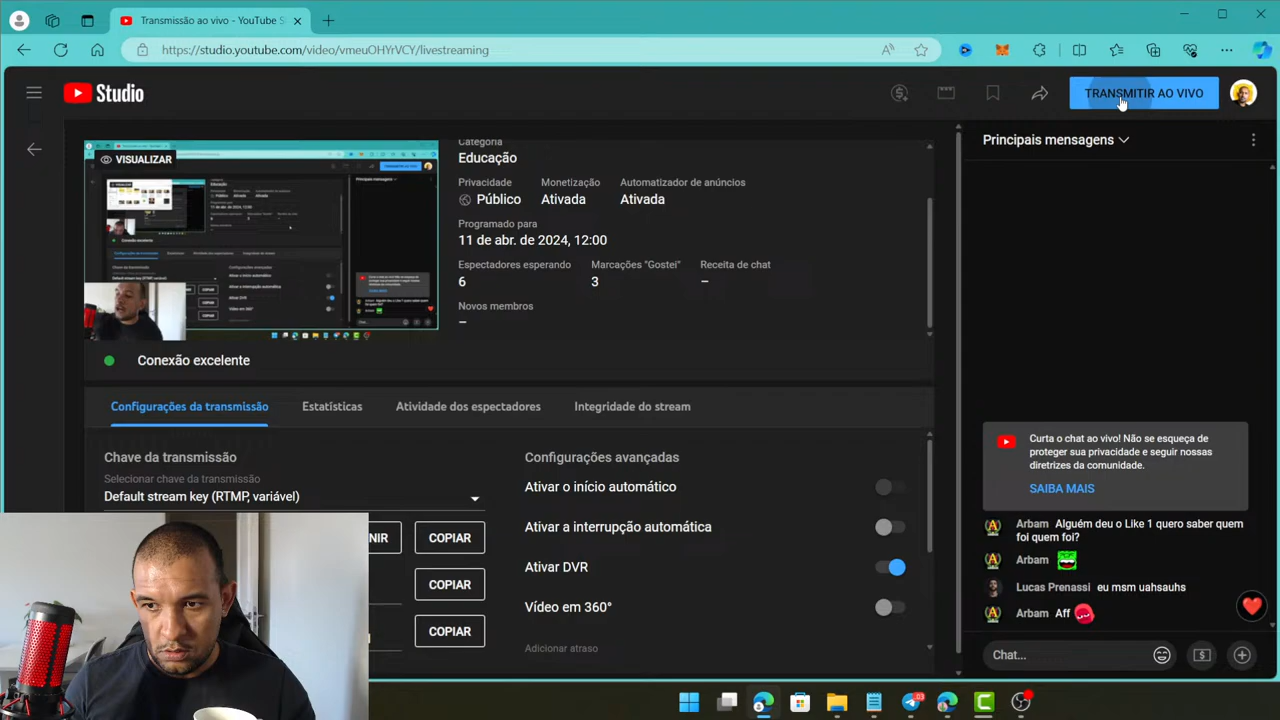 Transmissão ao vivo - YouTube S
https://studio.youtube.com/video/vmeuOHYrVCY/livestreaming
Studio
TRANSMITIR AO VIVO
VISUALIZAR
Categoria
Educação
Privacidade Monetização Automatizador de anúncios
Público Ativada Ativada
Programado para
11 de abr. de 2024, 12:00
Espectadores esperando Marcações "Gostei" Receita de chat
6 3 –
Novos membros
–
Conexão excelente
Configurações da transmissão Estatísticas Atividade dos espectadores Integridade do stream
Chave da transmissão
Selecionar chave da transmissão
Default stream key (RTMP, variável)
NIR COPIAR
COPIAR
COPIAR
Configurações avançadas
Ativar o início automático
Ativar a interrupção automática
Ativar DVR
Vídeo em 360°
Adicionar atraso
Principais mensagens
Curta o chat ao vivo! Não se esqueça de
proteger sua privacidade e seguir nossas
diretrizes da comunidade.
SAIBA MAIS
Arbam Alguém deu o Like 1 quero saber quem
foi quem foi?
Arbam
Lucas Prenassi eu msm uahsauhs
Arbam Aff
Chat...